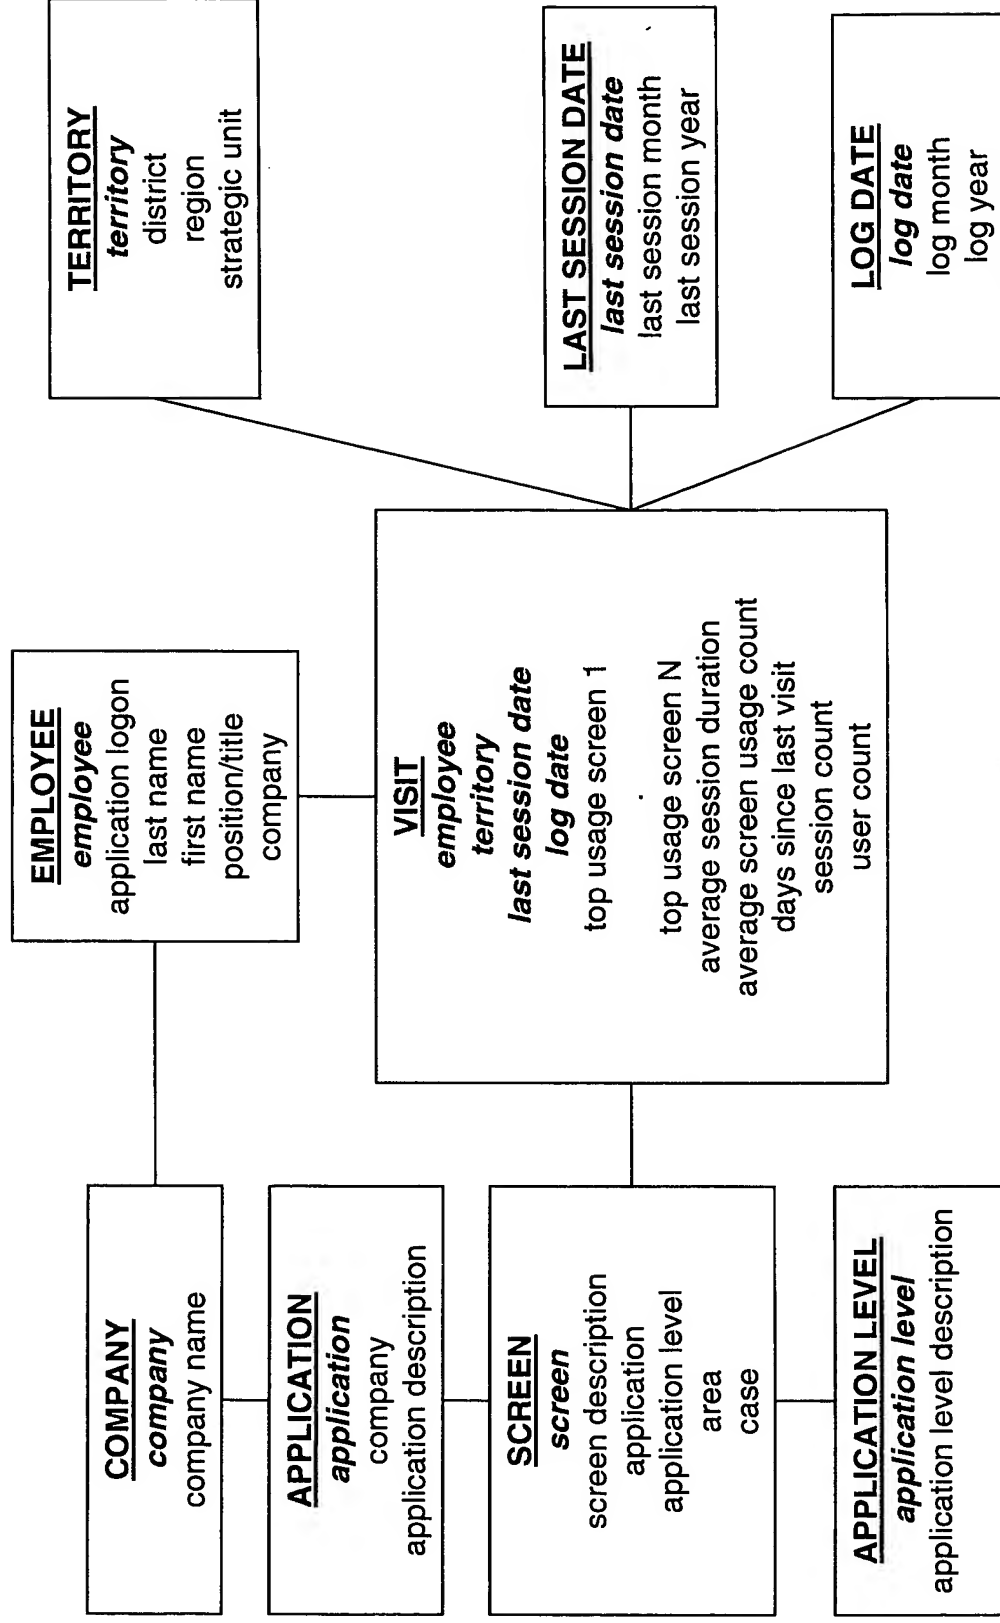 COMPANY
company
company name
APPLICATION
application
company
application description
SCREEN
screen
screen description
application
application level
area
case
APPLICATION LEVEL
application level
application level description
EMPLOYEE
employee
application logon
last name
first name
position/title
company
VISIT
employee
territory
last session date
log date
top usage screen 1
top usage screen N
average session duration
average screen usage count
days since last visit
session count
user count
TERRITORY
territory
district
region
strategic unit
LAST SESSION DATE
last session date
last session month
last session year
LOG DATE
log date
log month
log year